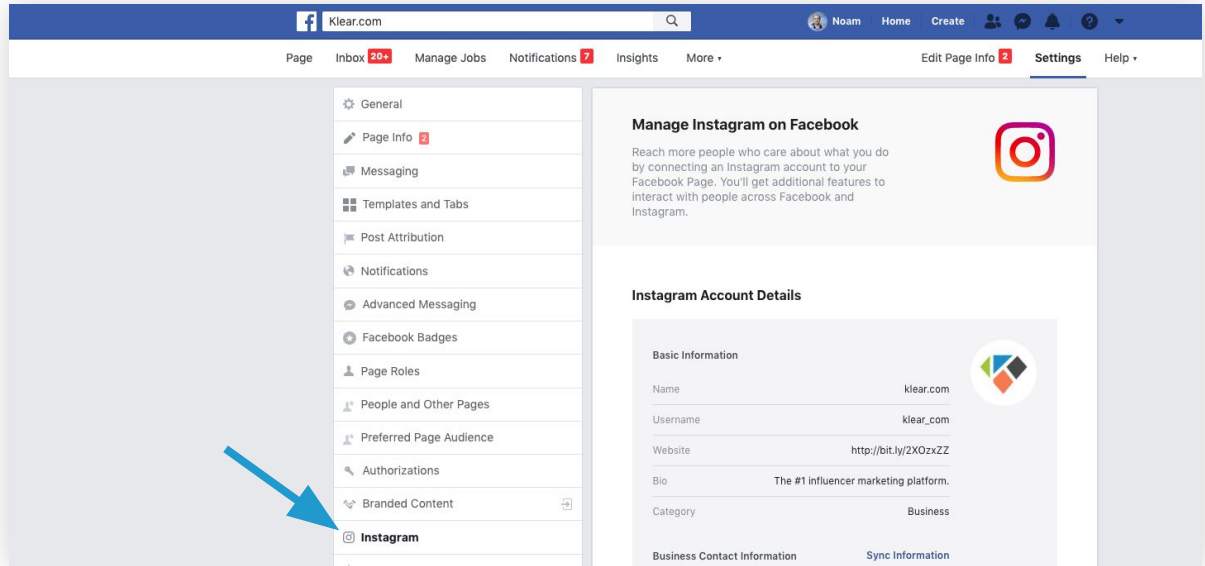 Klear.com
Noam Home Create
Page Inbox 20+ Manage Jobs Notifications 7 Insights More Edit Page Info 2 Settings Help
General
Page Info 2
Messaging
Templates and Tabs
Post Attribution
Notifications
Advanced Messaging
Facebook Badges
Page Roles
People and Other Pages
Preferred Page Audience
Authorizations
Branded Content
Instagram
Manage Instagram on Facebook
Reach more people who care about what you do
by connecting an Instagram account to your
Facebook Page. You'll get additional features to
interact with people across Facebook and
Instagram.
Instagram Account Details
Basic Information
Name klear.com
Username klear_com
Website http://bit.ly/2XOzxZZ
Bio The #1 influencer marketing platform.
Category Business
Business Contact Information Sync Information